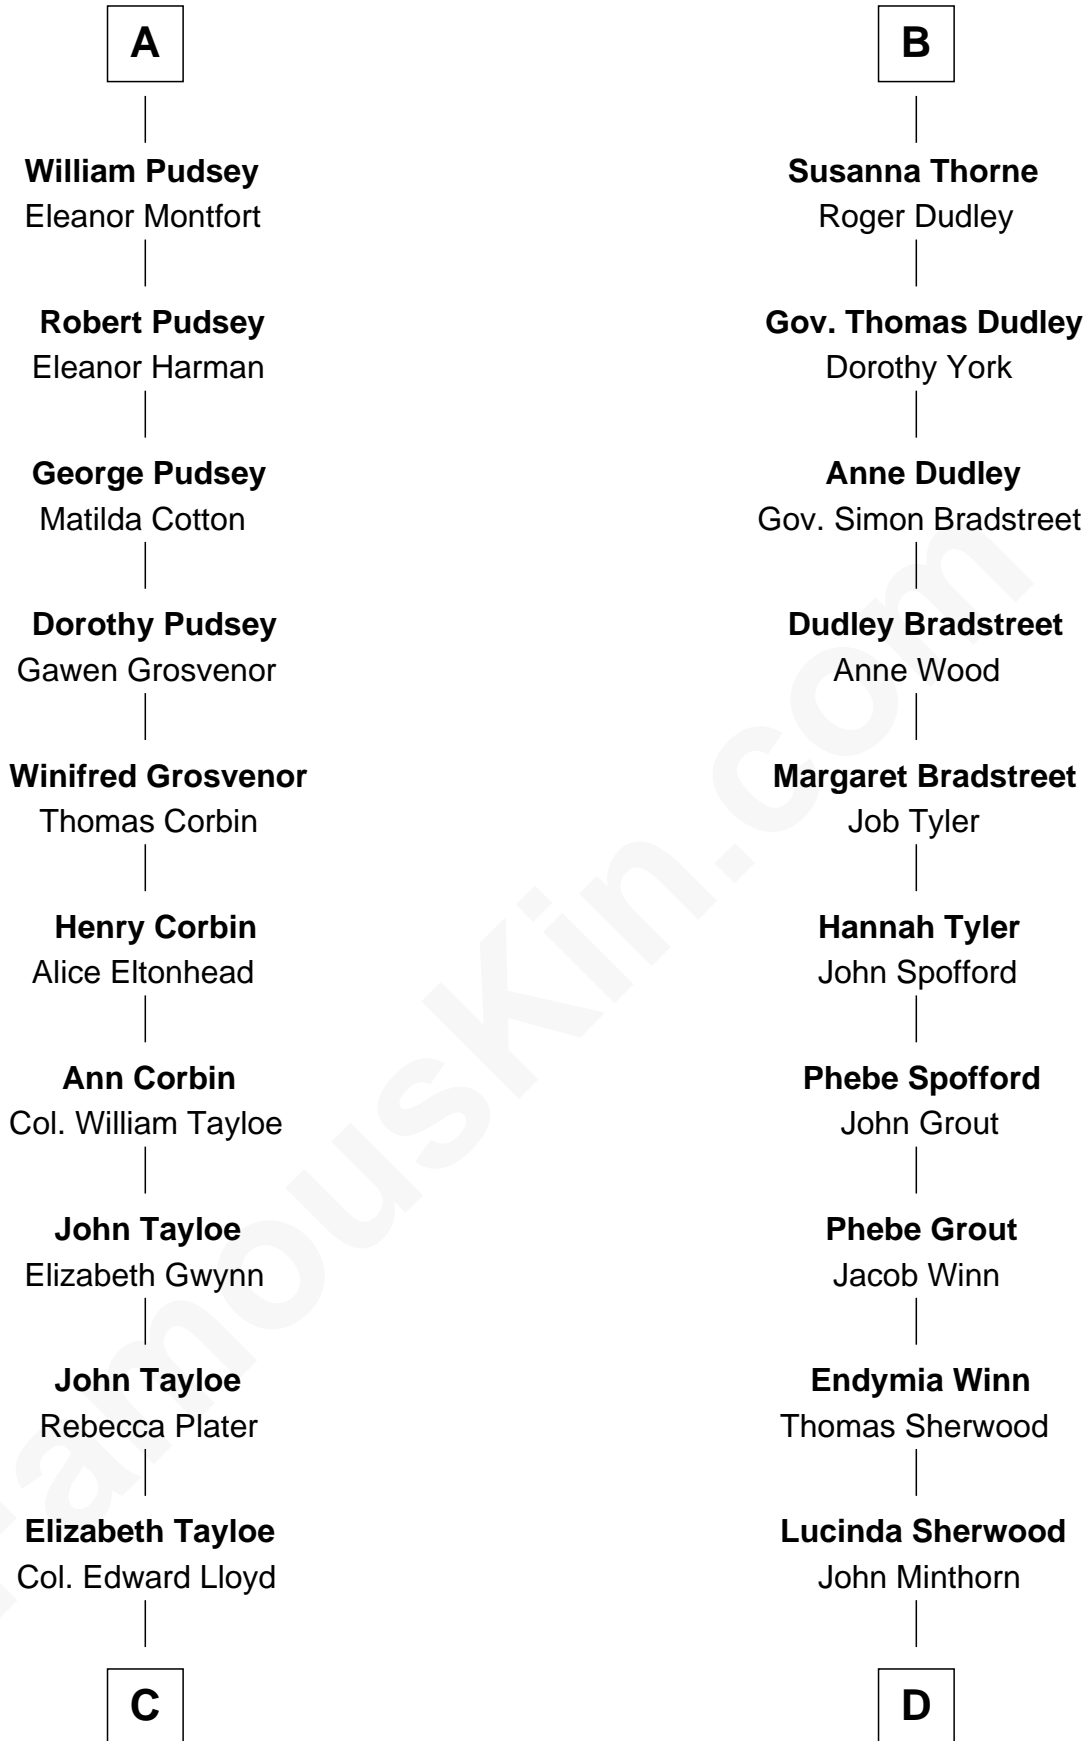 A
William Pudsey
Eleanor Montfort
Robert Pudsey
Eleanor Harman
George Pudsey
Matilda Cotton
Dorothy Pudsey
Gawen Grosvenor
Winifred Grosvenor
Thomas Corbin
Henry Corbin
Alice Eltonhead
Ann Corbin
Col. William Tayloe
John Tayloe
Elizabeth Gwynn
John Tayloe
Rebecca Plater
Elizabeth Tayloe
Col. Edward Lloyd
C
B
Susanna Thorne
Roger Dudley
Gov. Thomas Dudley
Dorothy York
Anne Dudley
Gov. Simon Bradstreet
Dudley Bradstreet
Anne Wood
Margaret Bradstreet
Job Tyler
Hannah Tyler
John Spofford
Phebe Spofford
John Grout
Phebe Grout
Jacob Winn
Endymia Winn
Thomas Sherwood
Lucinda Sherwood
John Minthorn
D
FamousKin.com